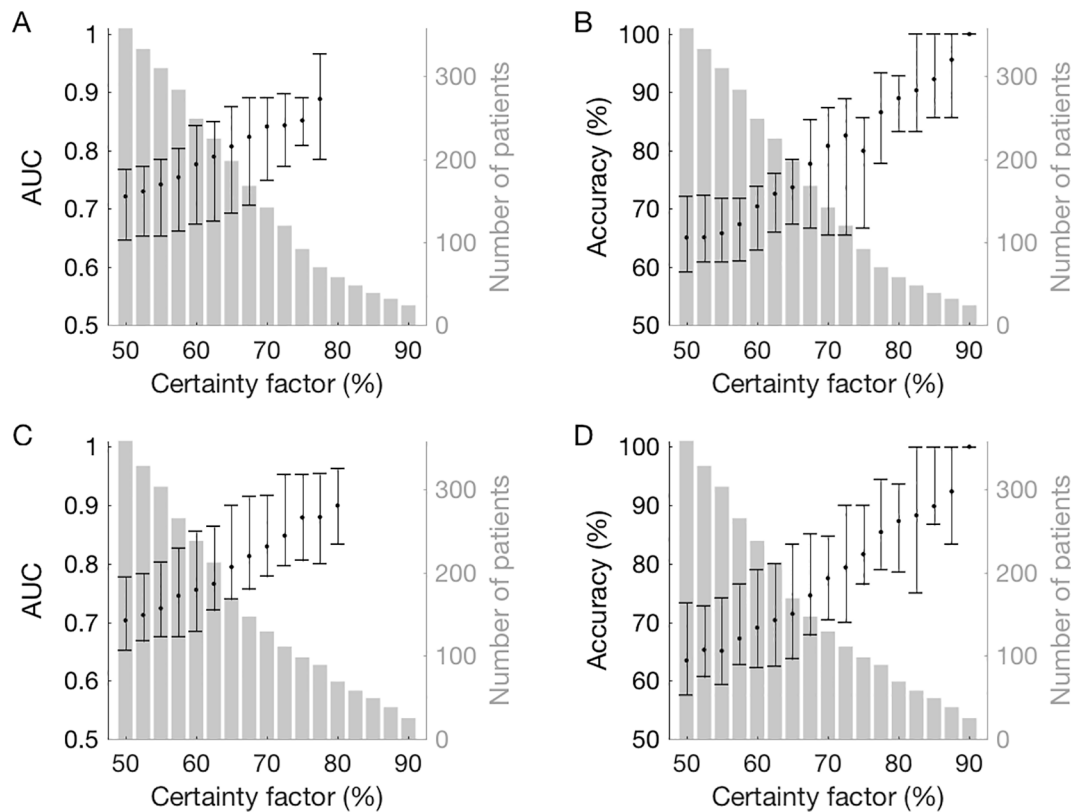 A
AUC
1
0.9
0.8
0.7
0.6
0.5
300
200
100
0
Number of patients
50 60 70 80 90
Certainty factor (%)
B
Accuracy (%)
100
90
80
70
60
50
300
200
100
0
Number of patients
50 60 70 80 90
Certainty factor (%)
C
AUC
1
0.9
0.8
0.7
0.6
0.5
300
200
100
0
Number of patients
50 60 70 80 90
Certainty factor (%)
D
Accuracy (%)
100
90
80
70
60
50
300
200
100
0
Number of patients
50 60 70 80 90
Certainty factor (%)